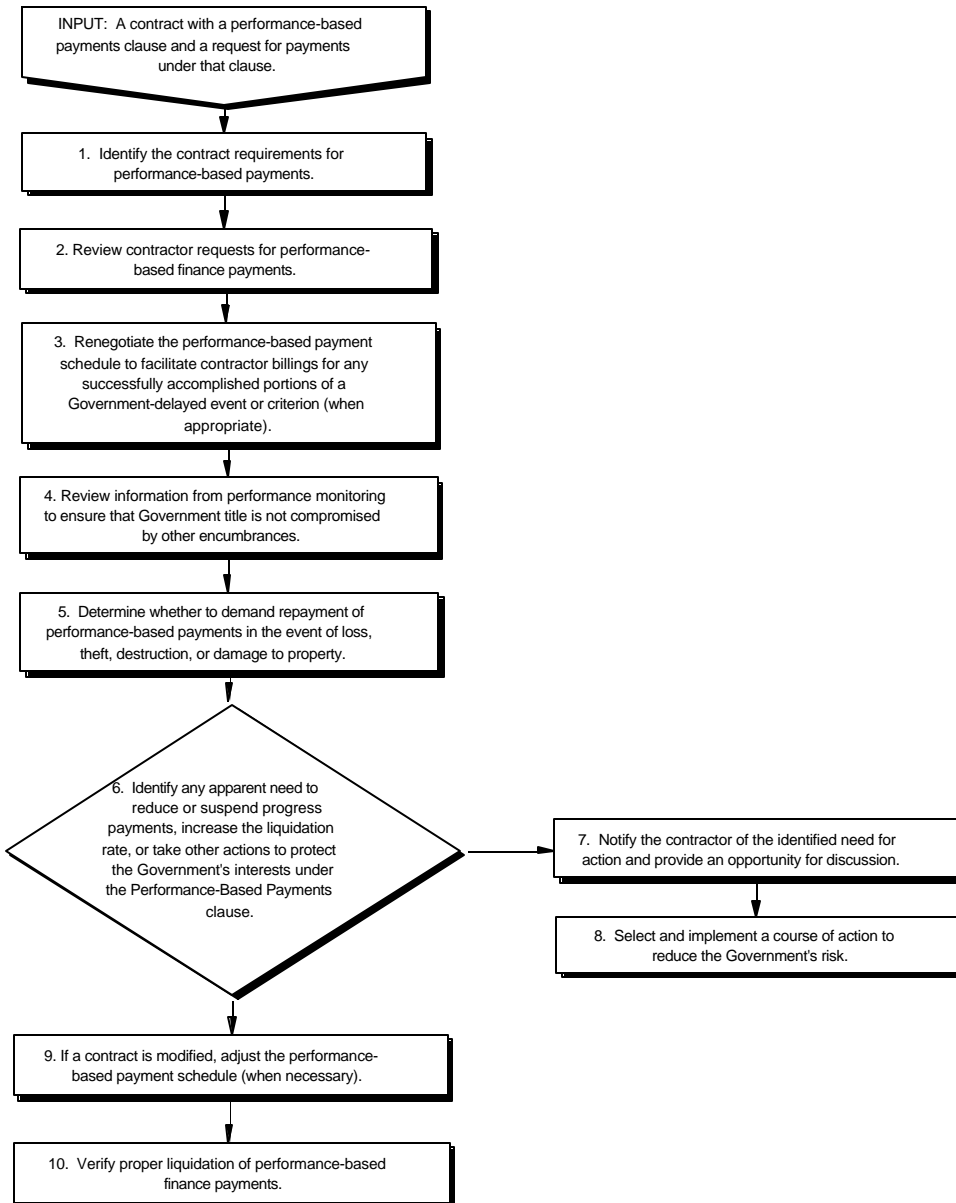 INPUT: A contract with a performance-based
payments clause and a request for payments
under that clause.
1. Identify the contract requirements for
performance-based payments.
2. Review contractor requests for performance-
based finance payments.
3. Renegotiate the performance-based payment
schedule to facilitate contractor billings for any
successfully accomplished portions of a
Government-delayed event or criterion (when
appropriate).
4. Review information from performance monitoring
to ensure that Government title is not compromised
by other encumbrances.
5. Determine whether to demand repayment of
performance-based payments in the event of loss,
theft, destruction, or damage to property.
6. Identify any apparent need to
reduce or suspend progress
payments, increase the liquidation
rate, or take other actions to protect
the Government's interests under
the Performance-Based Payments
clause.
7. Notify the contractor of the identified need for
action and provide an opportunity for discussion.
8. Select and implement a course of action to
reduce the Government's risk.
9. If a contract is modified, adjust the performance-
based payment schedule (when necessary).
10. Verify proper liquidation of performance-based
finance payments.